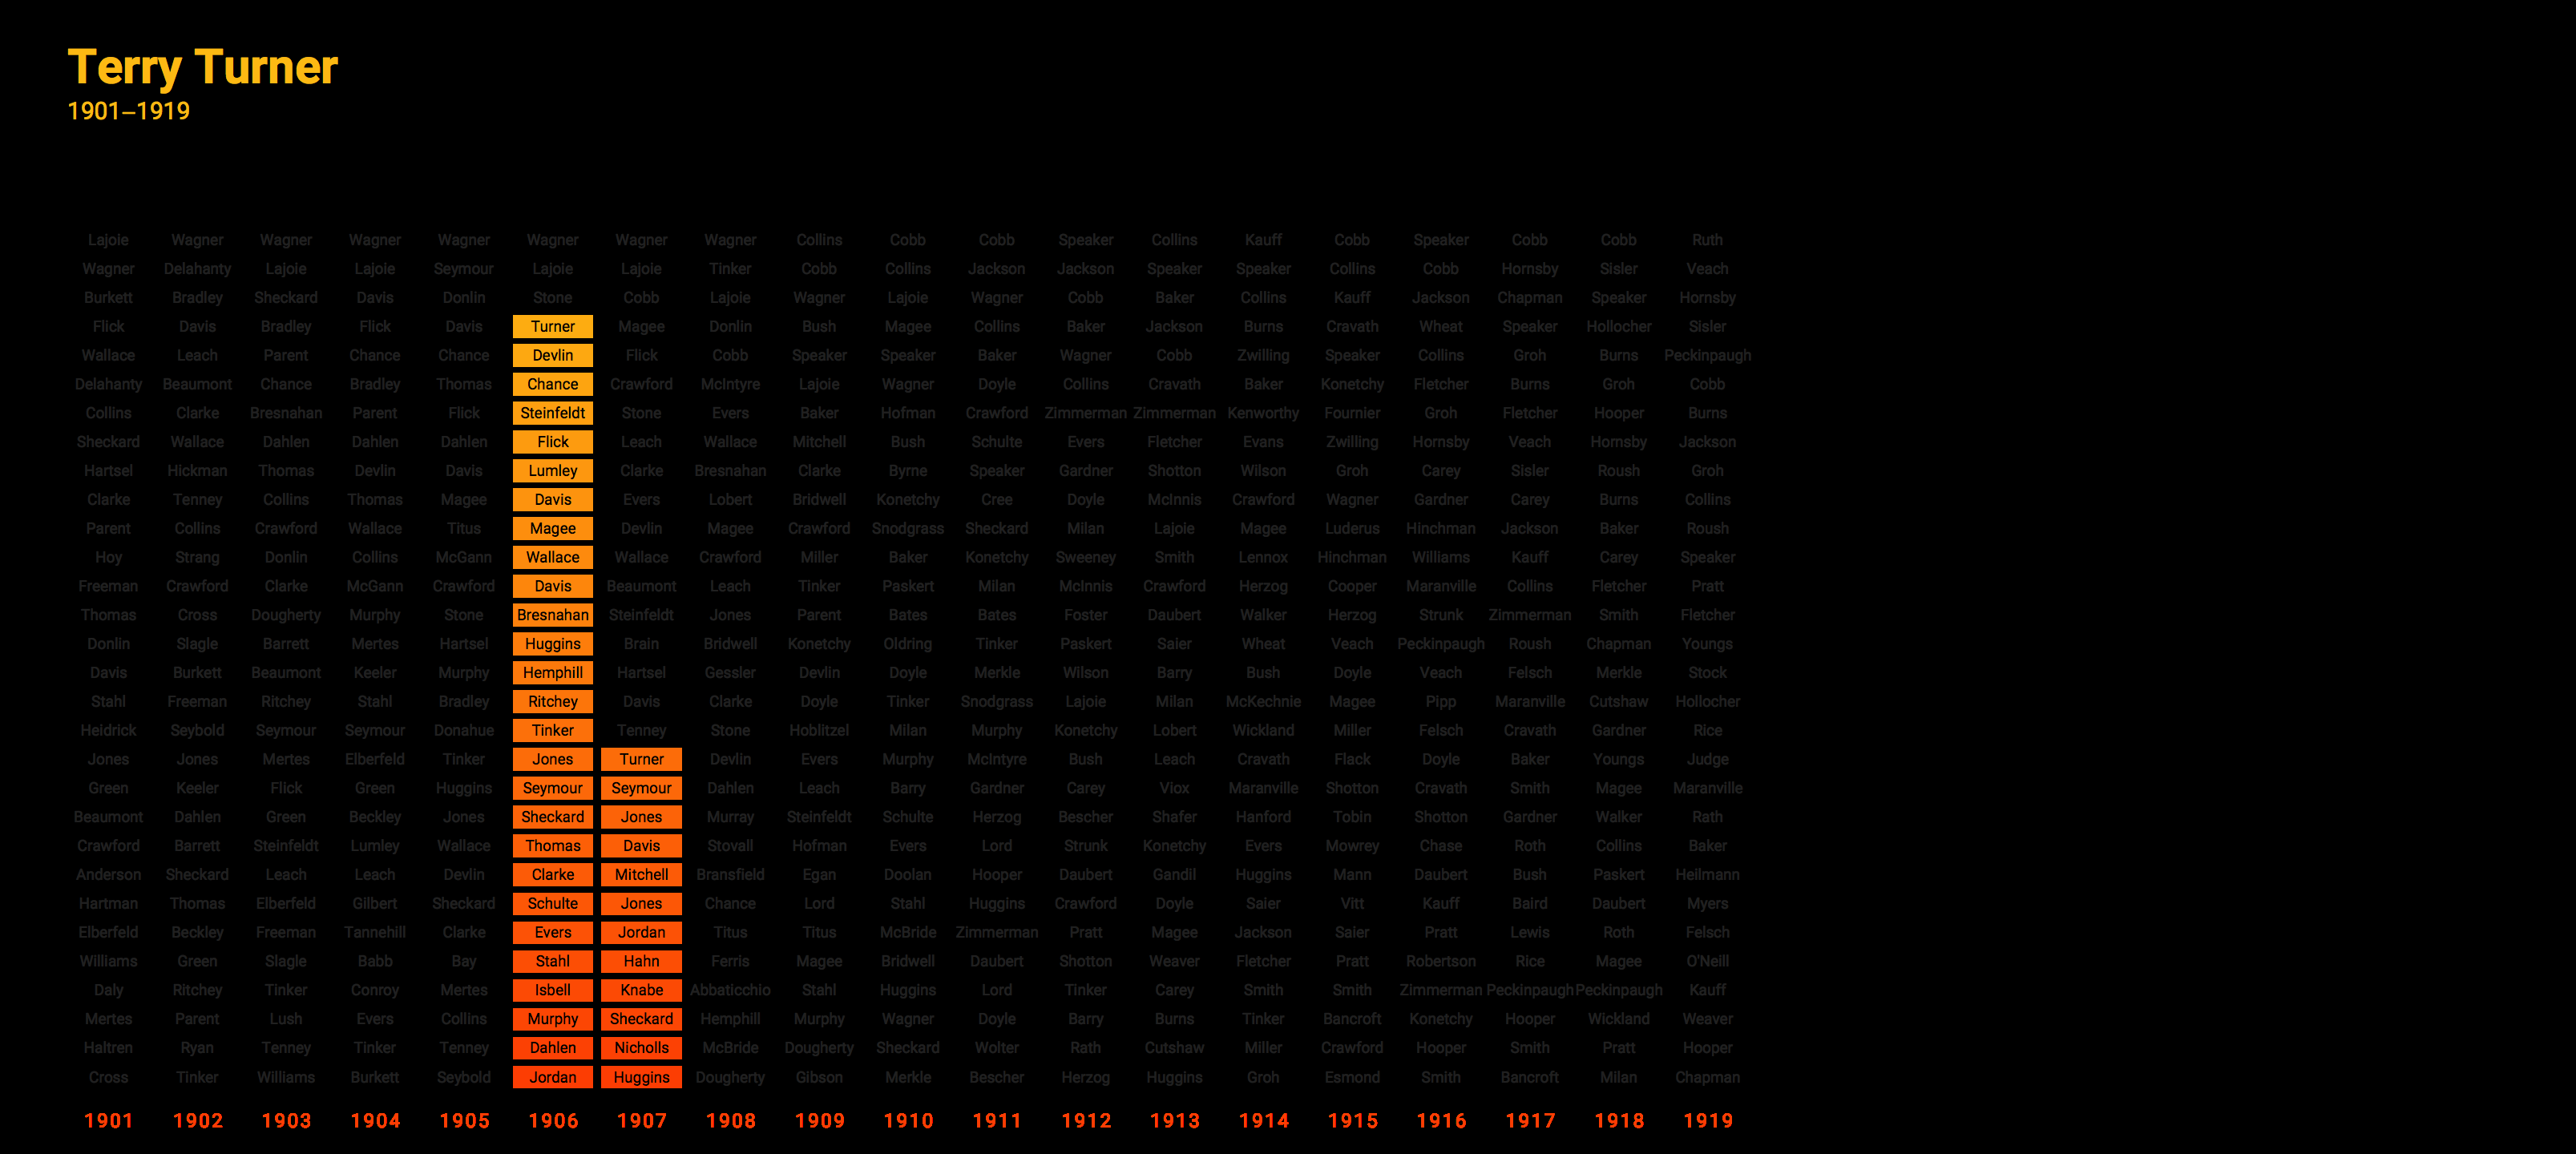 Terry Turner
1901–1919
Lajoie Wagner Wagner Wagner Wagner Wagner Wagner Wagner Collins Cobb Cobb Speaker Collins Kauff Cobb Speaker Cobb Cobb Ruth
Wagner Delahanty Lajoie Lajoie Seymour Lajoie Lajoie Tinker Cobb Collins Jackson Jackson Speaker Speaker Collins Cobb Hornsby Sisler Veach
Burkett Bradley Sheckard Davis Donlin Stone Cobb Lajoie Wagner Lajoie Wagner Cobb Baker Collins Kauff Jackson Chapman Speaker Hornsby
Flick Davis Bradley Flick Davis Turner Magee Donlin Bush Magee Collins Baker Jackson Burns Cravath Wheat Speaker Hollocher Sisler
Wallace Leach Parent Chance Chance Devlin Flick Cobb Speaker Speaker Baker Wagner Cobb Zwilling Speaker Collins Groh Burns Peckinpaugh
Delahanty Beaumont Chance Bradley Thomas Chance Crawford McIntyre Lajoie Wagner Doyle Collins Cravath Baker Konetchy Fletcher Burns Groh Cobb
Collins Clarke Bresnahan Parent Flick Steinfeldt Stone Evers Baker Hofman Crawford Zimmerman Zimmerman Kenworthy Fournier Groh Fletcher Hooper Burns
Sheckard Wallace Dahlen Dahlen Dahlen Flick Leach Wallace Mitchell Bush Schulte Evers Fletcher Evans Zwilling Hornsby Veach Hornsby Jackson
Hartsel Hickman Thomas Devlin Davis Lumley Clarke Bresnahan Clarke Byrne Speaker Gardner Shotton Wilson Groh Carey Sisler Roush Groh
Clarke Tenney Collins Thomas Magee Davis Evers Lobert Bridwell Konetchy Cree Doyle McInnis Crawford Wagner Gardner Carey Burns Collins
Parent Collins Crawford Wallace Titus Magee Devlin Magee Crawford Snodgrass Sheckard Milan Lajoie Magee Luderus Hinchman Jackson Baker Roush
Hoy Strang Donlin Collins McGann Wallace Wallace Crawford Miller Baker Konetchy Sweeney Smith Lennox Hinchman Williams Kauff Carey Speaker
Freeman Crawford Clarke McGann Crawford Davis Beaumont Leach Tinker Paskert Milan McInnis Crawford Herzog Cooper Maranville Collins Fletcher Pratt
Thomas Cross Dougherty Murphy Stone Bresnahan Steinfeldt Jones Parent Bates Bates Foster Daubert Walker Herzog Strunk Zimmerman Smith Fletcher
Donlin Slagle Barrett Mertes Hartsel Huggins Brain Bridwell Konetchy Oldring Tinker Paskert Saier Wheat Veach Peckinpaugh Roush Chapman Youngs
Davis Burkett Beaumont Keeler Murphy Hemphill Hartsel Gessler Devlin Doyle Merkle Wilson Barry Bush Doyle Veach Felsch Merkle Stock
Stahl Freeman Ritchey Stahl Bradley Ritchey Davis Clarke Doyle Tinker Snodgrass Lajoie Milan McKechnie Magee Pipp Maranville Cutshaw Hollocher
Heidrick Seybold Seymour Seymour Donahue Tinker Tenney Stone Hoblitzel Milan Murphy Konetchy Lobert Wickland Miller Felsch Cravath Gardner Rice
Jones Jones Mertes Elberfeld Tinker Jones Turner Devlin Evers Murphy McIntyre Bush Leach Cravath Flack Doyle Baker Youngs Judge
Green Keeler Flick Green Huggins Seymour Seymour Dahlen Leach Barry Gardner Carey Viox Maranville Shotton Cravath Smith Magee Maranville
Beaumont Dahlen Green Beckley Jones Sheckard Jones Murray Steinfeldt Schulte Herzog Bescher Shafer Hanford Tobin Shotton Gardner Walker Rath
Crawford Barrett Steinfeldt Lumley Wallace Thomas Davis Stovall Hofman Evers Lord Strunk Konetchy Evers Mowrey Chase Roth Collins Baker
Anderson Sheckard Leach Leach Devlin Clarke Mitchell Bransfield Egan Doolan Hooper Daubert Gandil Huggins Mann Daubert Bush Paskert Heilmann
Hartman Thomas Elberfeld Gilbert Sheckard Schulte Jones Chance Lord Stahl Huggins Crawford Doyle Saier Vitt Kauff Baird Daubert Myers
Elberfeld Beckley Freeman Tannehill Clarke Evers Jordan Titus Titus McBride Zimmerman Pratt Magee Jackson Saier Pratt Lewis Roth Felsch
Williams Green Slagle Babb Bay Stahl Hahn Ferris Magee Bridwell Daubert Shotton Weaver Fletcher Pratt Robertson Rice Magee O'Neill
Daly Ritchey Tinker Conroy Mertes Isbell Knabe Abbaticchio Stahl Huggins Lord Tinker Carey Smith Smith Zimmerman Peckinpaugh Peckinpaugh Kauff
Mertes Parent Lush Evers Collins Murphy Sheckard Hemphill Murphy Wagner Doyle Barry Burns Tinker Bancroft Konetchy Hooper Wickland Weaver
Haltren Ryan Tenney Tinker Tenney Dahlen Nicholls McBride Dougherty Sheckard Wolter Rath Cutshaw Miller Crawford Hooper Smith Pratt Hooper
Cross Tinker Williams Burkett Seybold Jordan Huggins Dougherty Gibson Merkle Bescher Herzog Huggins Groh Esmond Smith Bancroft Milan Chapman
1901 1902 1903 1904 1905 1906 1907 1908 1909 1910 1911 1912 1913 1914 1915 1916 1917 1918 1919